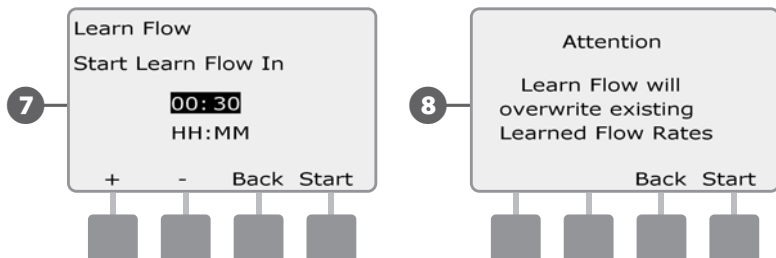 7
Learn Flow
Start Learn Flow In
00:30
HH:MM
+ - Back Start
8
Attention
Learn Flow will
overwrite existing
Learned Flow Rates
Back Start